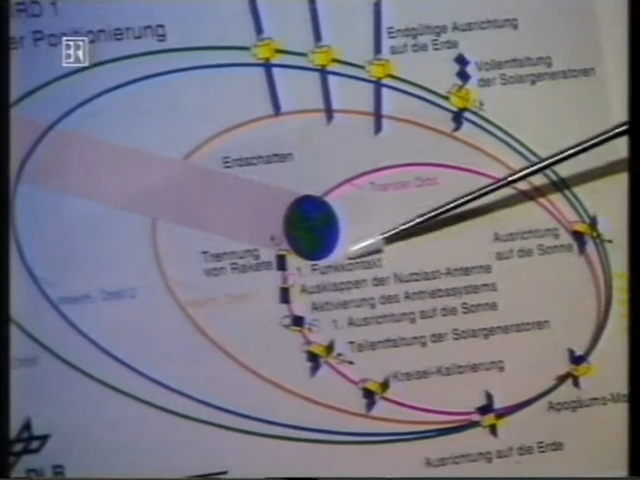 RD 1
er Positionierung
BR
Endgültige Ausrichtung
auf die Erde
Vollentfaltung
der Solargeneratoren
Erdschatten
Transfer Orbit
Ausrichtung
auf die Sonne
Trennung
von Rakete
1. Funkkontakt
Ausklappen der Nutzlast-Antenne
Aktivierung des Antriebssystems
1. Ausrichtung auf die Sonne
Teilentfaltung der Solargeneratoren
Kreisel-Kalibrierung
Apogäums-M
Ausrichtung auf die Erde
DLR